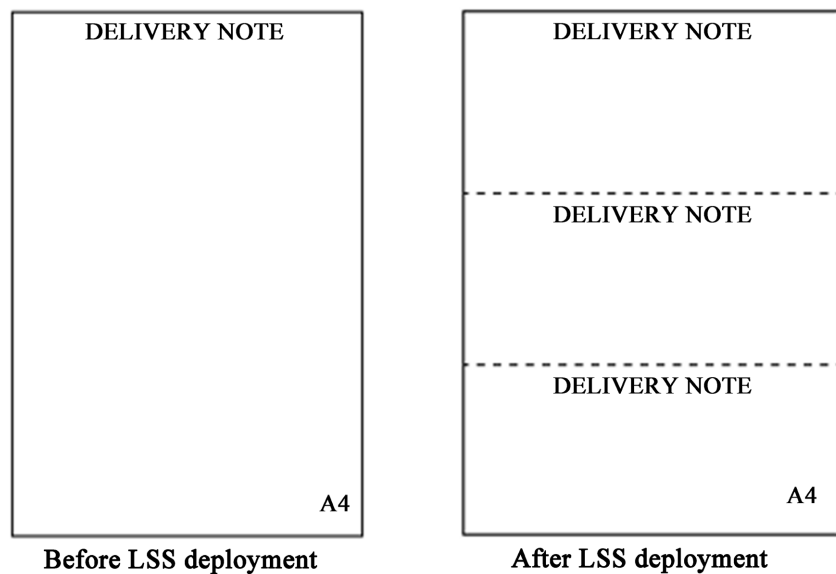 DELIVERY NOTE
A4
Before LSS deployment
DELIVERY NOTE
DELIVERY NOTE
DELIVERY NOTE
A4
After LSS deployment